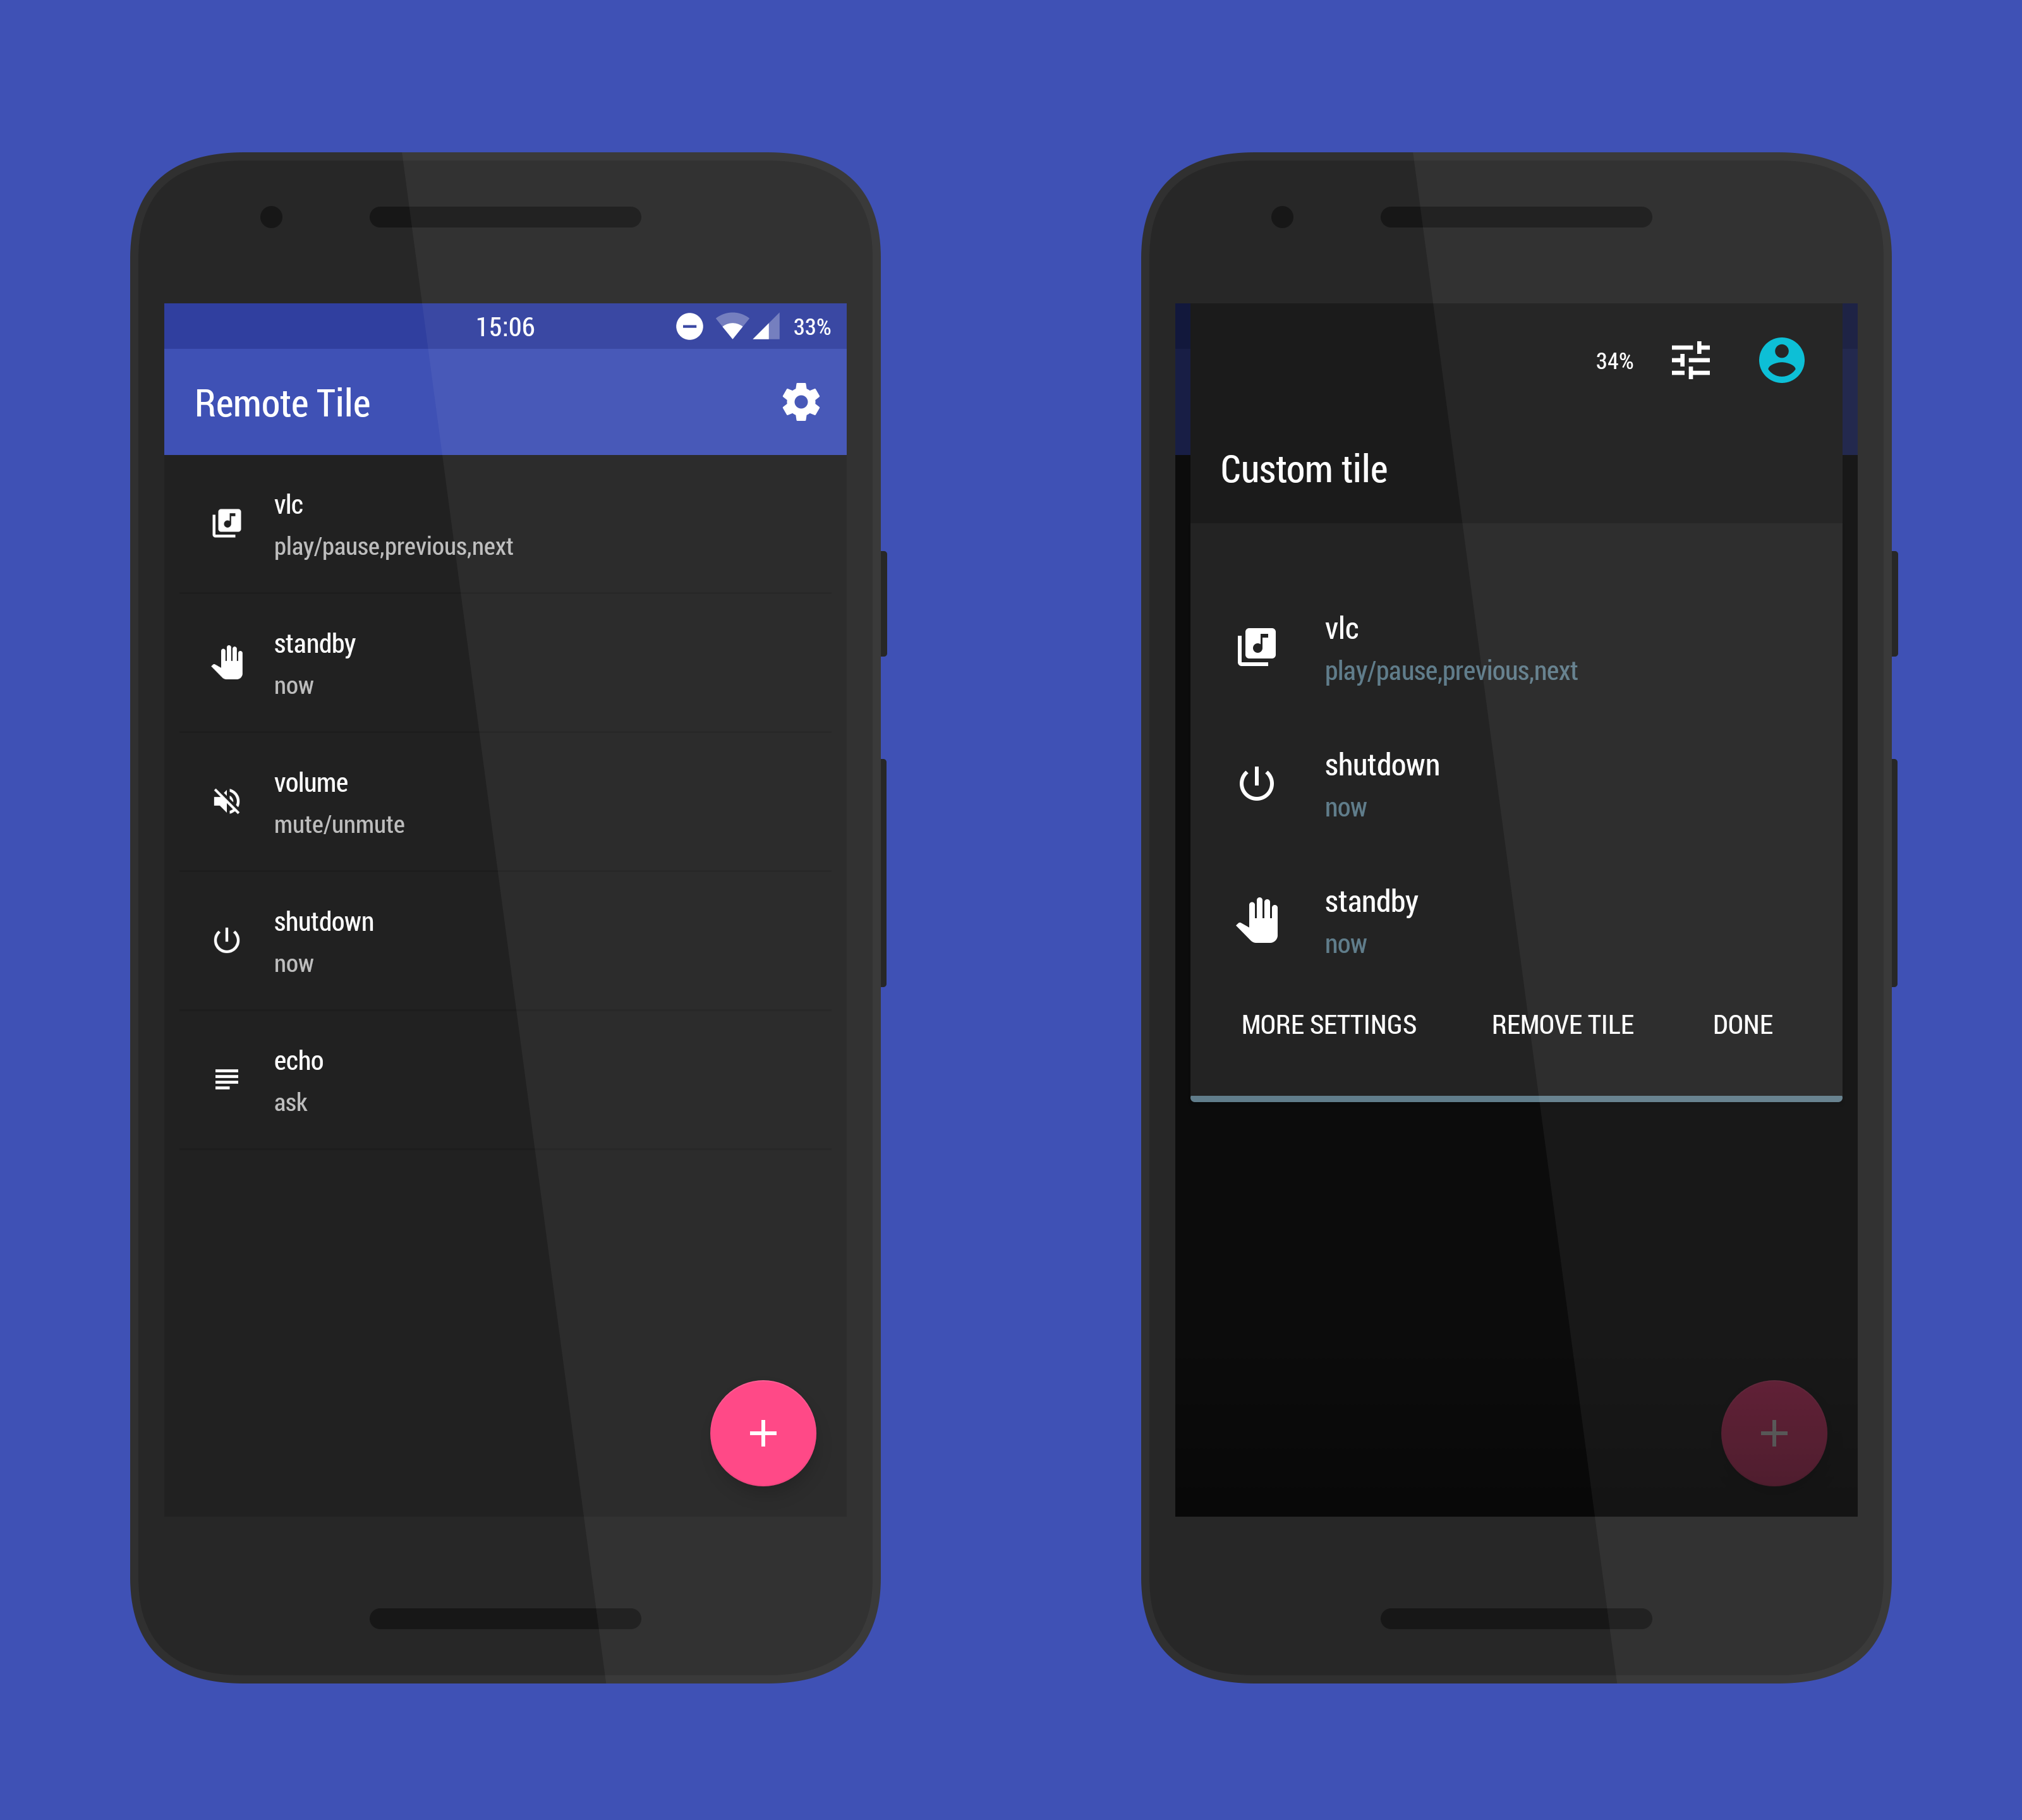 15:06 33%
Remote Tile
vlc
play/pause,previous,next
standby
now
volume
mute/unmute
shutdown
now
echo
ask
34%
Custom tile
vlc
play/pause,previous,next
shutdown
now
standby
now
MORE SETTINGS REMOVE TILE DONE